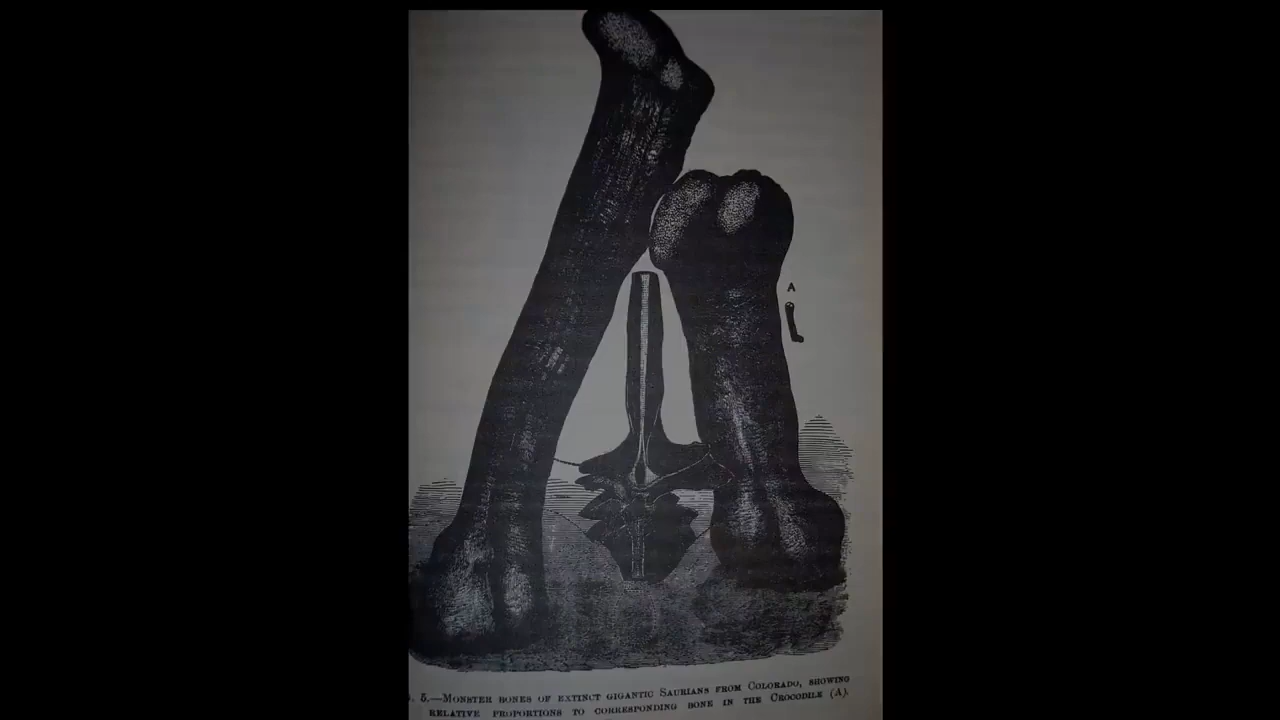 A
. 5.—MONSTER BONES OF EXTINCT GIGANTIC SAURIANS FROM COLORADO, SHOWING
RELATIVE PROPORTIONS TO CORRESPONDING BONE IN THE CROCODILE (A).